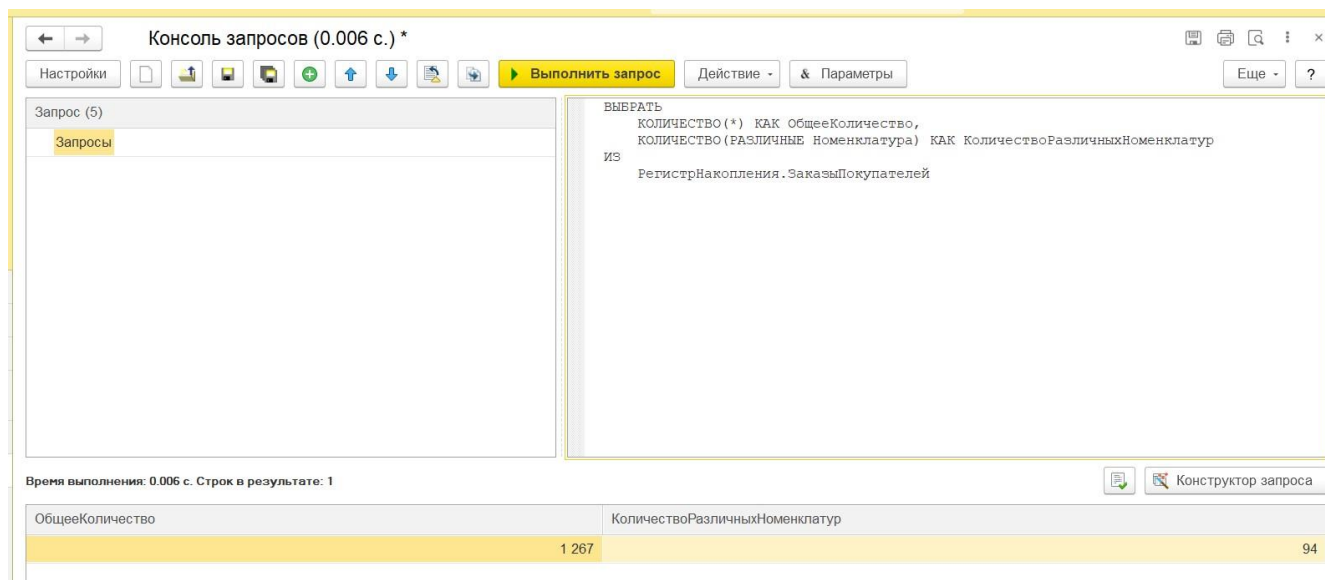 Консоль запросов (0.006 с.) *
Настройки
Выполнить запрос
Действие
& Параметры
Еще
?
Запрос (5)
Запросы
ВЫБРАТЬ
КОЛИЧЕСТВО(*) КАК ОбщееКоличество,
КОЛИЧЕСТВО(РАЗЛИЧНЫЕ Номенклатура) КАК КоличествоРазличныхНоменклатур
ИЗ
РегистрНакопления.ЗаказыПокупателей
Время выполнения: 0.006 с. Строк в результате: 1
Конструктор запроса
ОбщееКоличество
КоличествоРазличныхНоменклатур
1 267
94